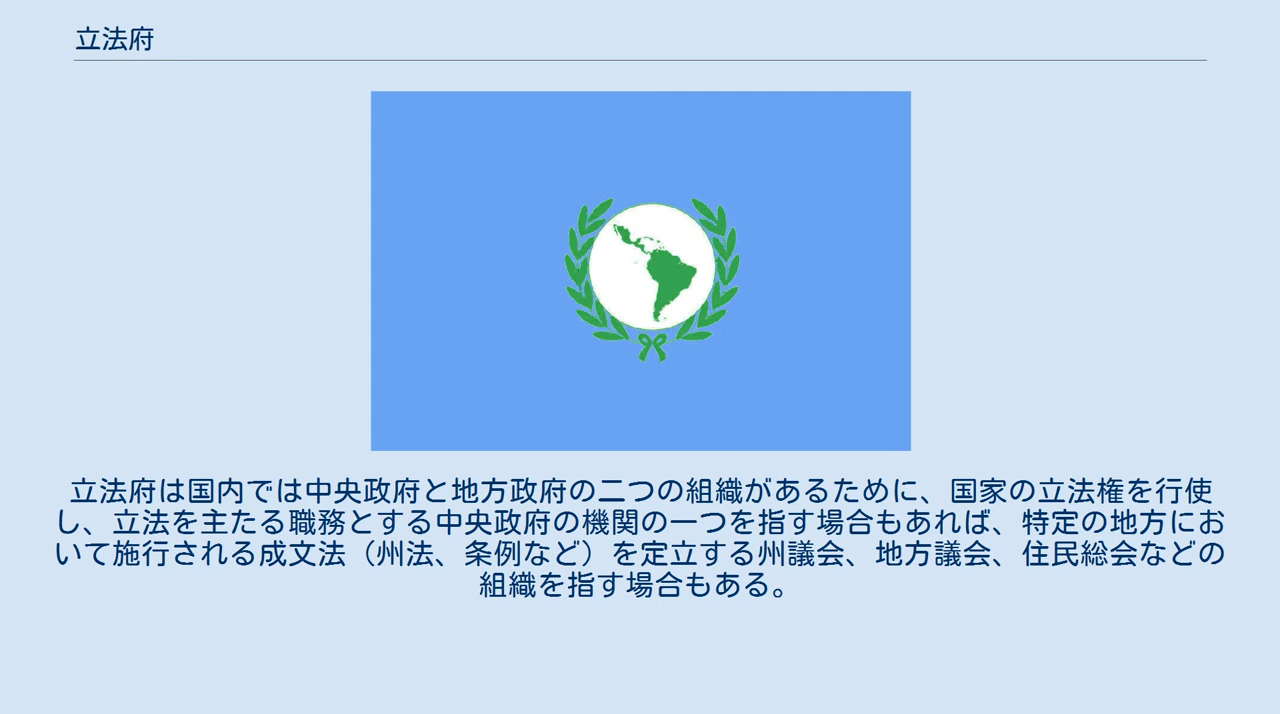 立法府
立法府は国内では中央政府と地方政府の二つの組織があるために、国家の立法権を行使
し、立法を主たる職務とする中央政府の機関の一つを指す場合もあれば、特定の地方にお
いて施行される成文法（州法、条例など）を定立する州議会、地方議会、住民総会などの
組織を指す場合もある。